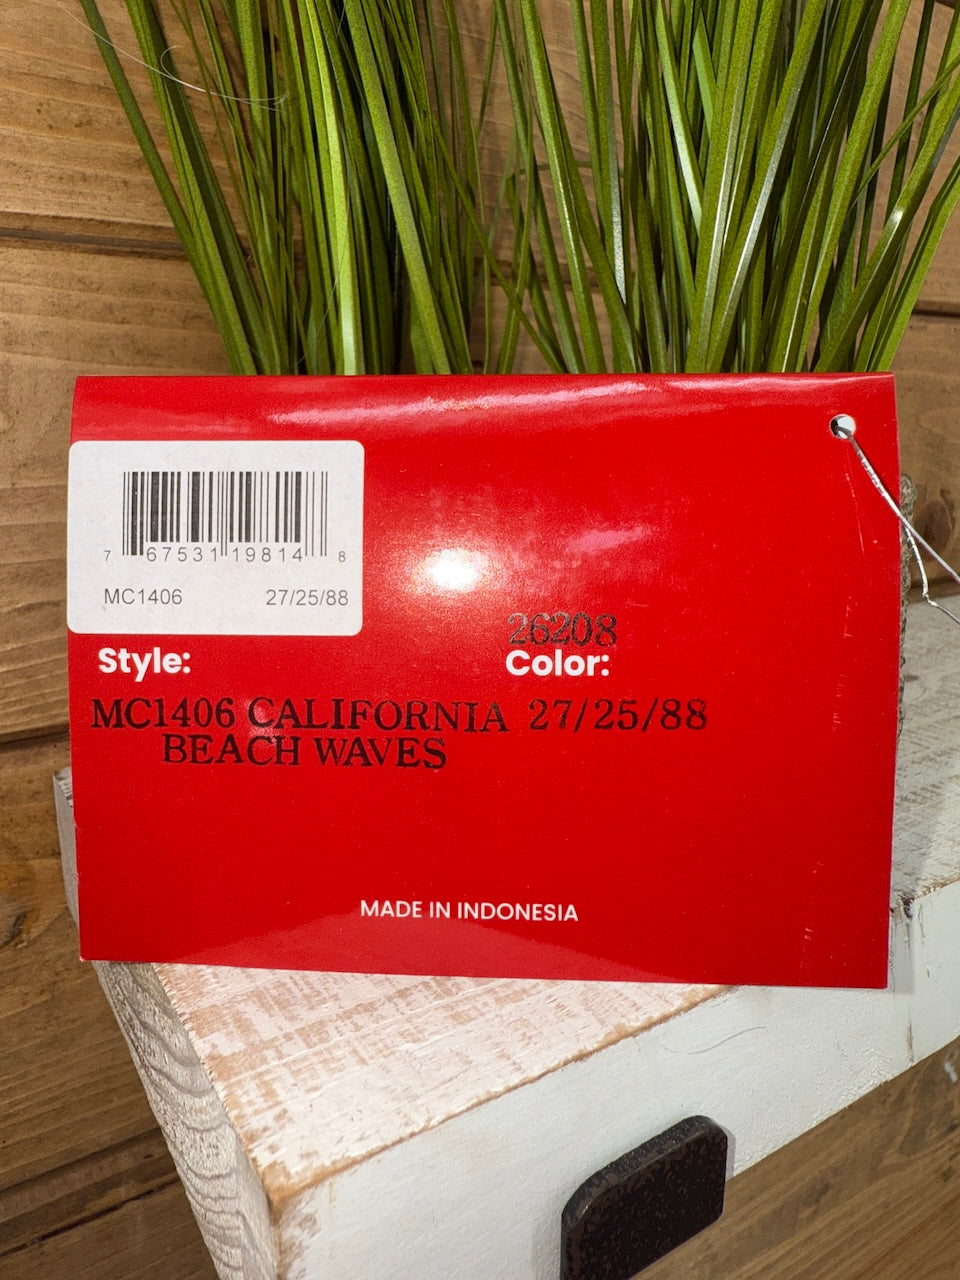 7 67531 19814 8
MC1406 27/25/88
26208
Style: Color:
MC1406 CALIFORNIA 27/25/88
BEACH WAVES
MADE IN INDONESIA